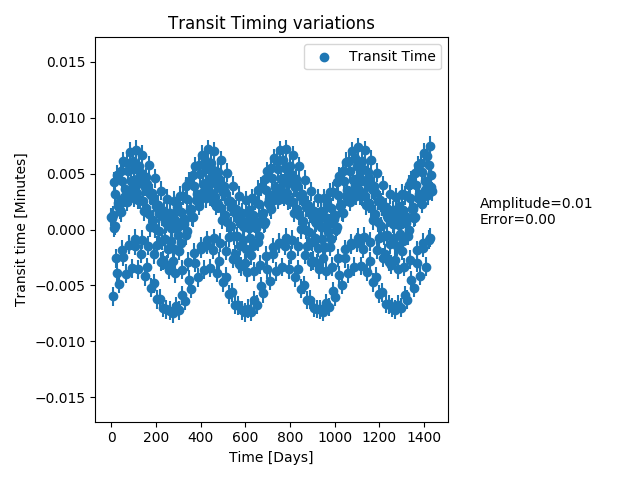 Transit Timing variations
Transit Time
0.015
0.010
0.005
0.000
−0.005
−0.010
−0.015
Transit time [Minutes]
0 200 400 600 800 1000 1200 1400
Time [Days]
Amplitude=0.01
Error=0.00